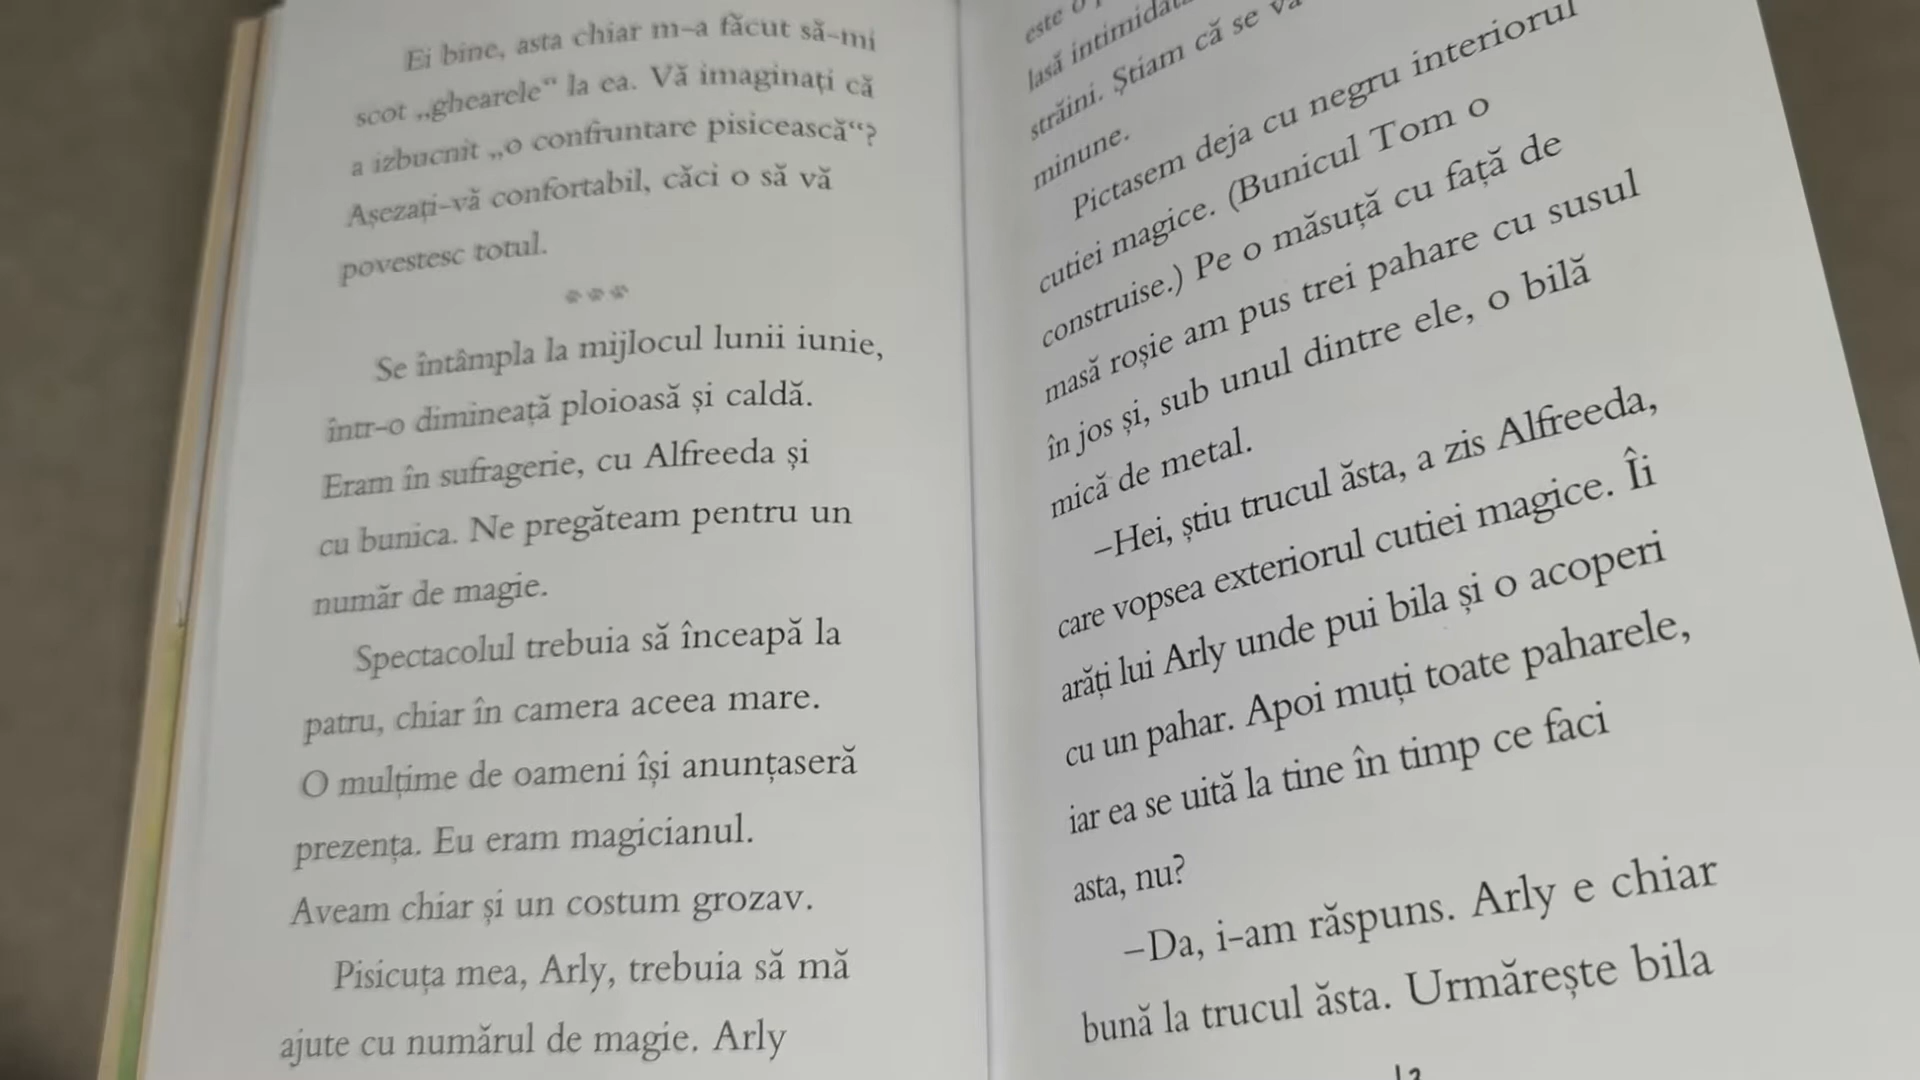 Ei bine, asta chiar m-a făcut să-mi
scot „ghearele“ la ea. Vă imaginați că
a izbucnit „o confruntare pisicească“?
Așezați-vă confortabil, căci o să vă
povestesc totul.
Se întâmpla la mijlocul lunii iunie,
într-o dimineață ploioasă și caldă.
Eram în sufragerie, cu Alfreeda și
cu bunica. Ne pregăteam pentru un
număr de magie.
Spectacolul trebuia să înceapă la
patru, chiar în camera aceea mare.
O mulțime de oameni își anunțaseră
prezența. Eu eram magicianul.
Aveam chiar și un costum grozav.
Pisicuța mea, Arly, trebuia să mă
ajute cu numărul de magie. Arly
este o
lasă intimidată
străini. Știam că se va
minune.
Pictasem deja cu negru interiorul
cutiei magice. (Bunicul Tom o
construise.) Pe o măsuță cu față de
masă roșie am pus trei pahare cu susul
în jos și, sub unul dintre ele, o bilă
mică de metal.
–Hei, știu trucul ăsta, a zis Alfreeda,
care vopsea exteriorul cutiei magice. Îi
arăți lui Arly unde pui bila și o acoperi
cu un pahar. Apoi muți toate paharele,
iar ea se uită la tine în timp ce faci
asta, nu?
–Da, i-am răspuns. Arly e chiar
bună la trucul ăsta. Urmărește bila